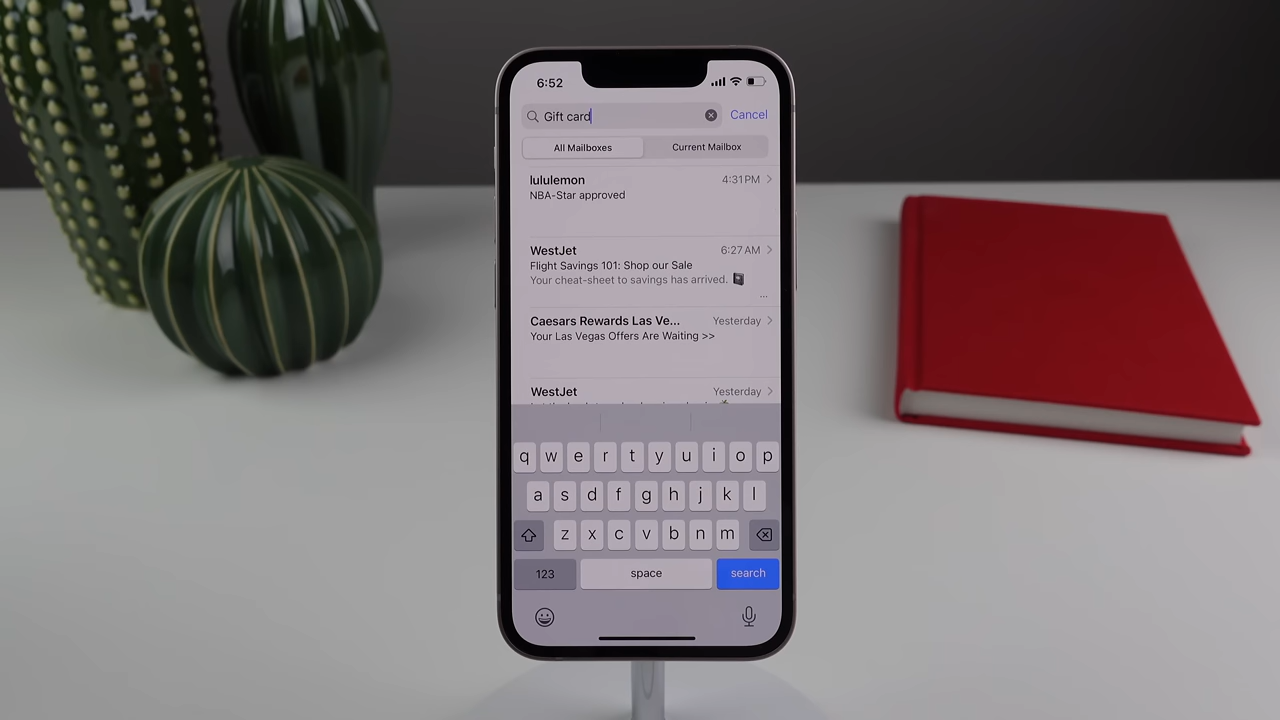 6:52
Gift card
Cancel
All Mailboxes
Current Mailbox
lululemon
4:31 PM
NBA-Star approved
WestJet
6:27 AM
Flight Savings 101: Shop our Sale
Your cheat-sheet to savings has arrived.
...
Caesars Rewards Las Ve...
Yesterday
Your Las Vegas Offers Are Waiting >>
WestJet
Yesterday
q w e r t y u i o p
a s d f g h j k l
z x c v b n m
123
space
search